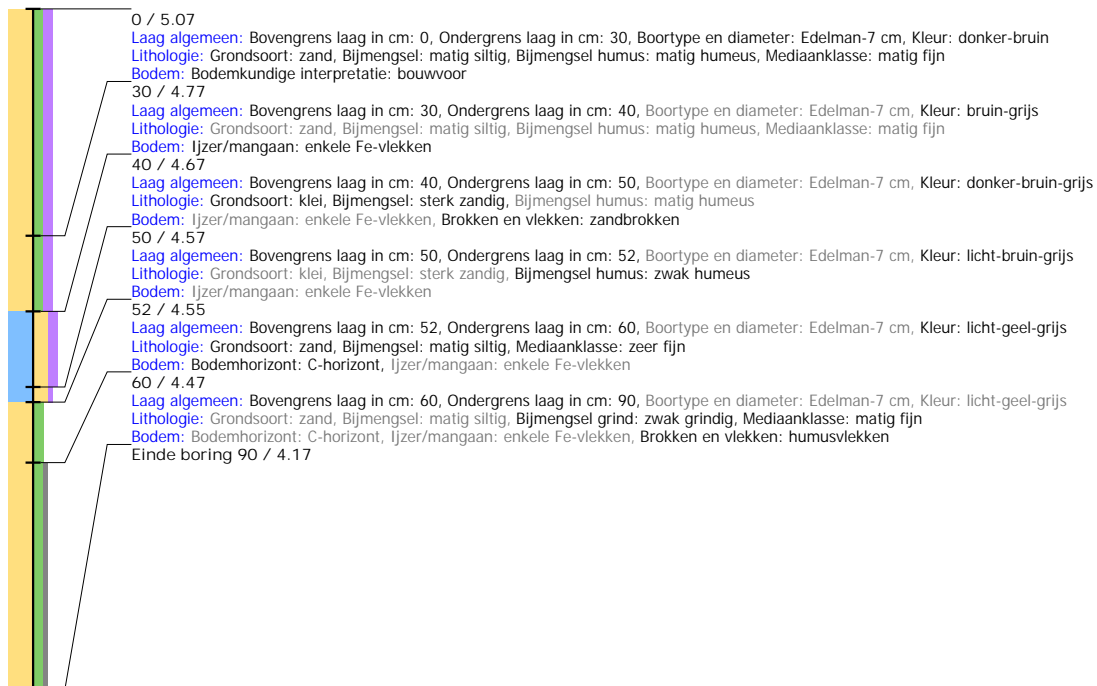 0 / 5.07
Laag algemeen: Bovengrens laag in cm: 0, Ondergrens laag in cm: 30, Boortype en diameter: Edelman-7 cm, Kleur: donker-bruin
Lithologie: Grondsoort: zand, Bijmengsel: matig siltig, Bijmengsel humus: matig humeus, Mediaanklasse: matig fijn
Bodem: Bodemkundige interpretatie: bouwvoor
30 / 4.77
Laag algemeen: Bovengrens laag in cm: 30, Ondergrens laag in cm: 40, Boortype en diameter: Edelman-7 cm, Kleur: bruin-grijs
Lithologie: Grondsoort: zand, Bijmengsel: matig siltig, Bijmengsel humus: matig humeus, Mediaanklasse: matig fijn
Bodem: Ijzer/mangaan: enkele Fe-vlekken
40 / 4.67
Laag algemeen: Bovengrens laag in cm: 40, Ondergrens laag in cm: 50, Boortype en diameter: Edelman-7 cm, Kleur: donker-bruin-grijs
Lithologie: Grondsoort: klei, Bijmengsel: sterk zandig, Bijmengsel humus: matig humeus
Bodem: Ijzer/mangaan: enkele Fe-vlekken, Brokken en vlekken: zandbrokken
50 / 4.57
Laag algemeen: Bovengrens laag in cm: 50, Ondergrens laag in cm: 52, Boortype en diameter: Edelman-7 cm, Kleur: licht-bruin-grijs
Lithologie: Grondsoort: klei, Bijmengsel: sterk zandig, Bijmengsel humus: zwak humeus
Bodem: Ijzer/mangaan: enkele Fe-vlekken
52 / 4.55
Laag algemeen: Bovengrens laag in cm: 52, Ondergrens laag in cm: 60, Boortype en diameter: Edelman-7 cm, Kleur: licht-geel-grijs
Lithologie: Grondsoort: zand, Bijmengsel: matig siltig, Mediaanklasse: zeer fijn
Bodem: Bodemhorizont: C-horizont, Ijzer/mangaan: enkele Fe-vlekken
60 / 4.47
Laag algemeen: Bovengrens laag in cm: 60, Ondergrens laag in cm: 90, Boortype en diameter: Edelman-7 cm, Kleur: licht-geel-grijs
Lithologie: Grondsoort: zand, Bijmengsel: matig siltig, Bijmengsel grind: zwak grindig, Mediaanklasse: matig fijn
Bodem: Bodemhorizont: C-horizont, Ijzer/mangaan: enkele Fe-vlekken, Brokken en vlekken: humusvlekken
Einde boring 90 / 4.17